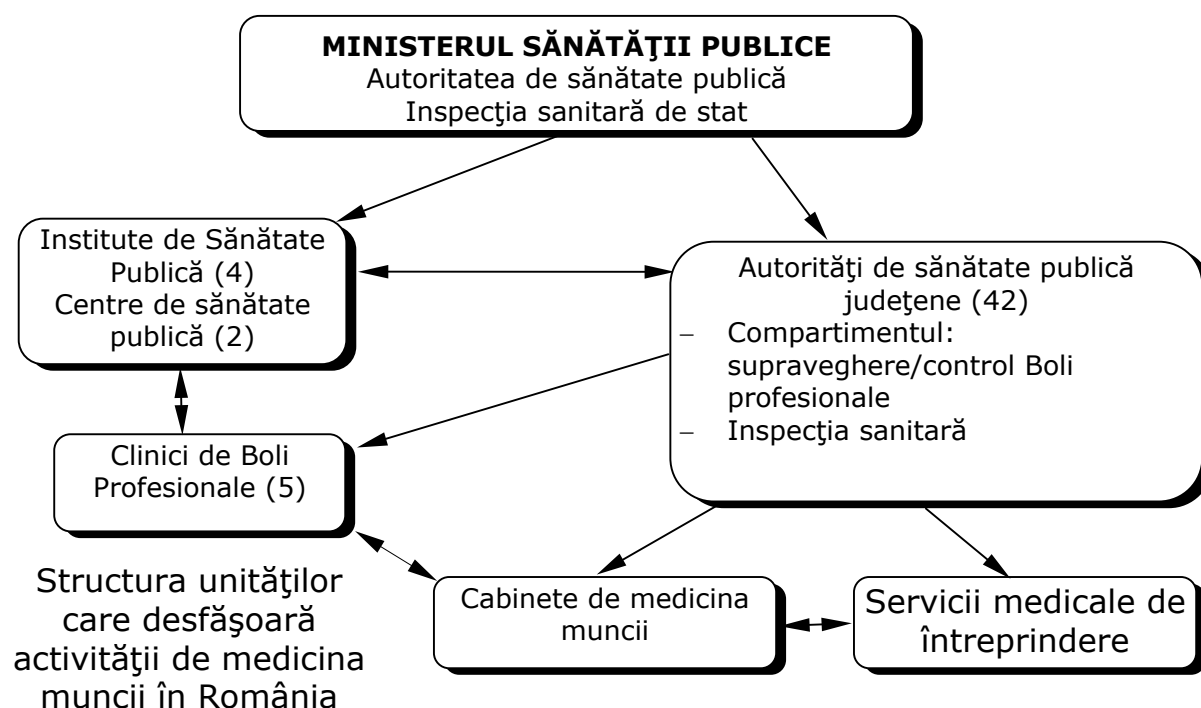 MINISTERUL SĂNĂTĂŢII PUBLICE
Autoritatea de sănătate publică
Inspecţia sanitară de stat
Institute de Sănătate
Publică (4)
Centre de sănătate
publică (2)
Autorităţi de sănătate publică
judeţene (42)
– Compartimentul:
supraveghere/control Boli
profesionale
– Inspecţia sanitară
Clinici de Boli
Profesionale (5)
Structura unităţilor
care desfăşoară
activităţii de medicina
muncii în România
Cabinete de medicina
muncii
Servicii medicale de
întreprindere